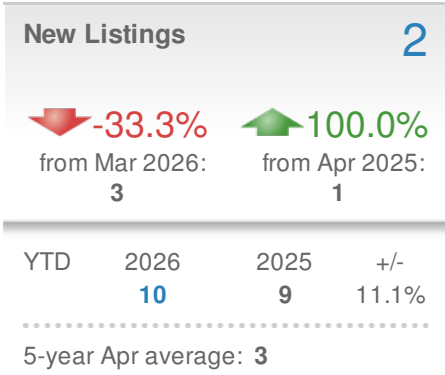 New Listings 2
-33.3% 100.0%
from Mar 2026: from Apr 2025:
3 1
YTD 2026 2025 +/-
10 9 11.1%
5-year Apr average: 3